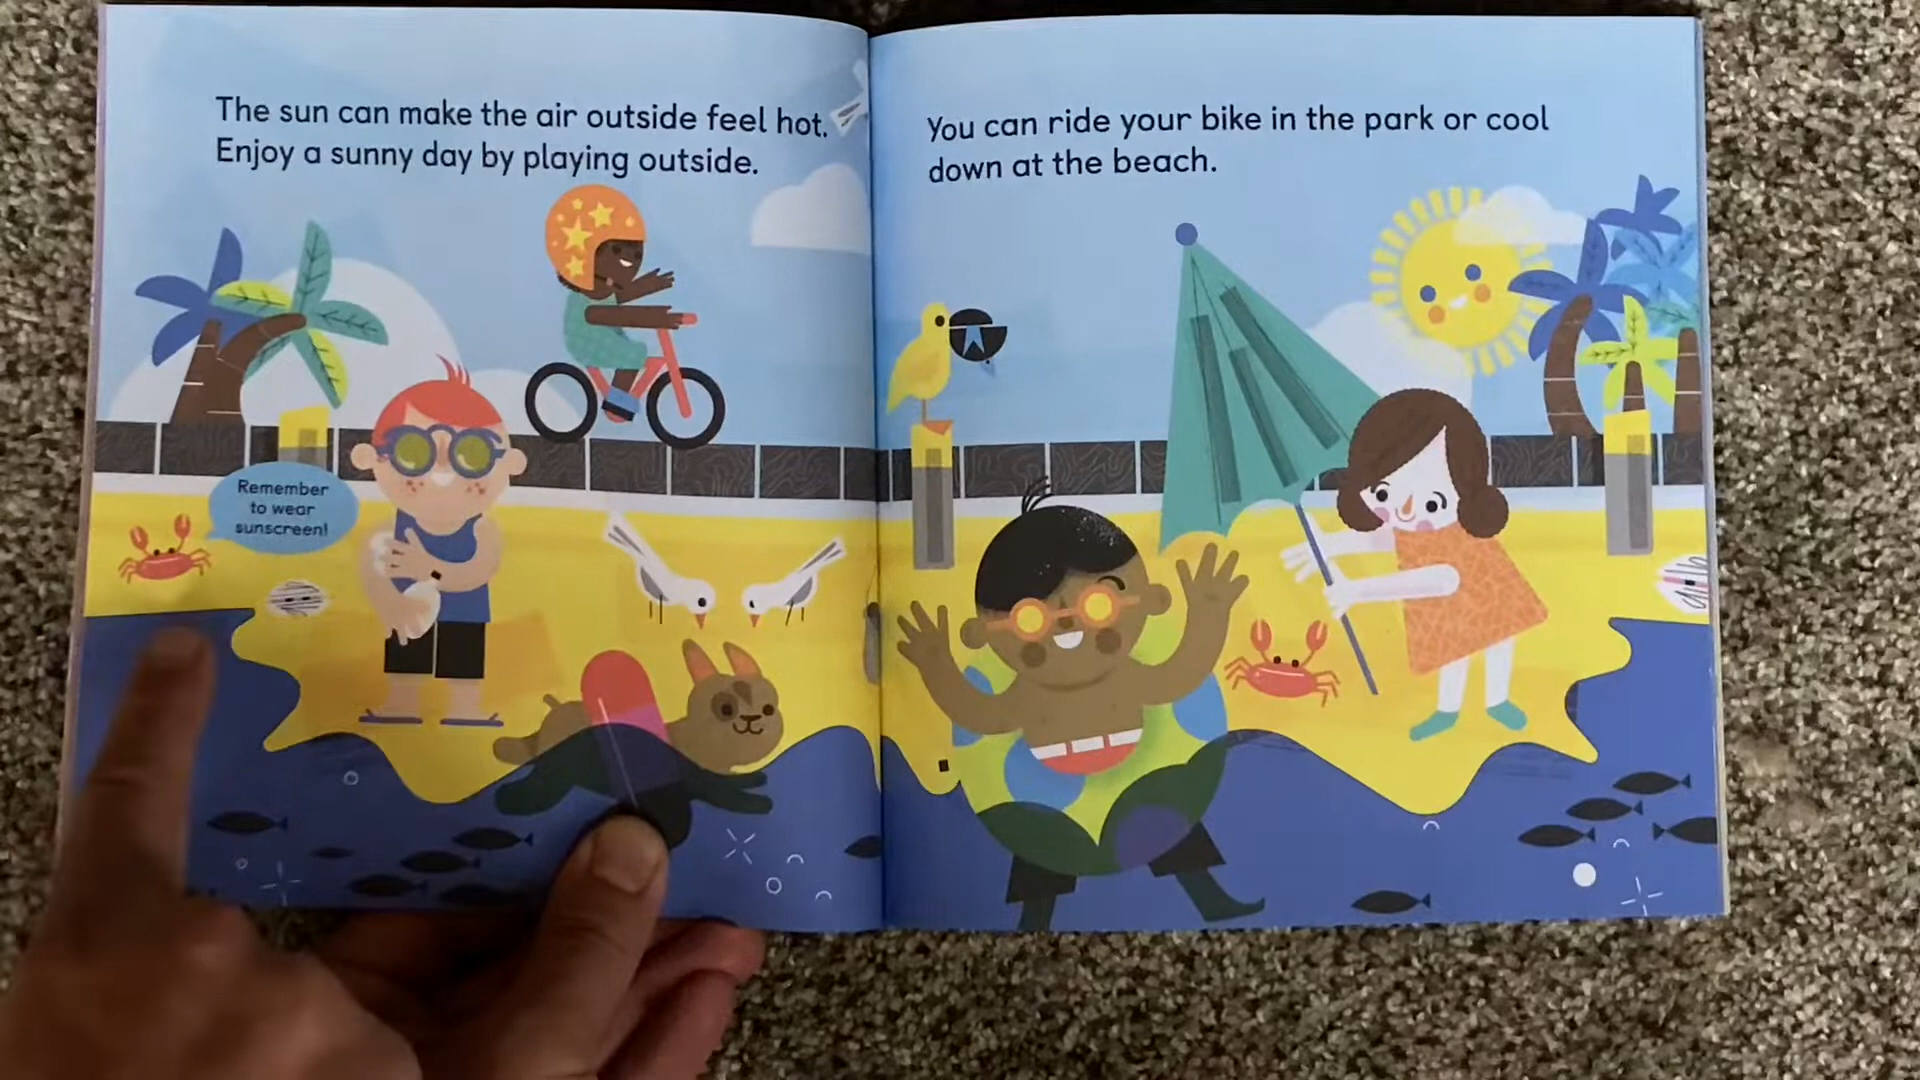 The sun can make the air outside feel hot.
Enjoy a sunny day by playing outside.
Remember
to wear
sunscreen!
You can ride your bike in the park or cool
down at the beach.